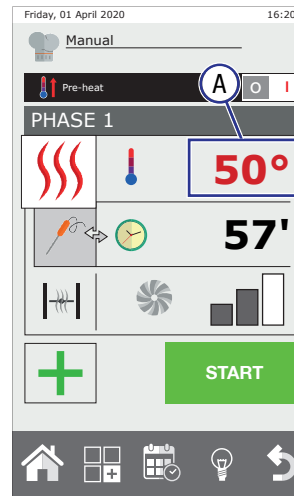 Friday, 01 April 2020 16:20
Manual
Pre-heat A O I
PHASE 1
50°
57'
START